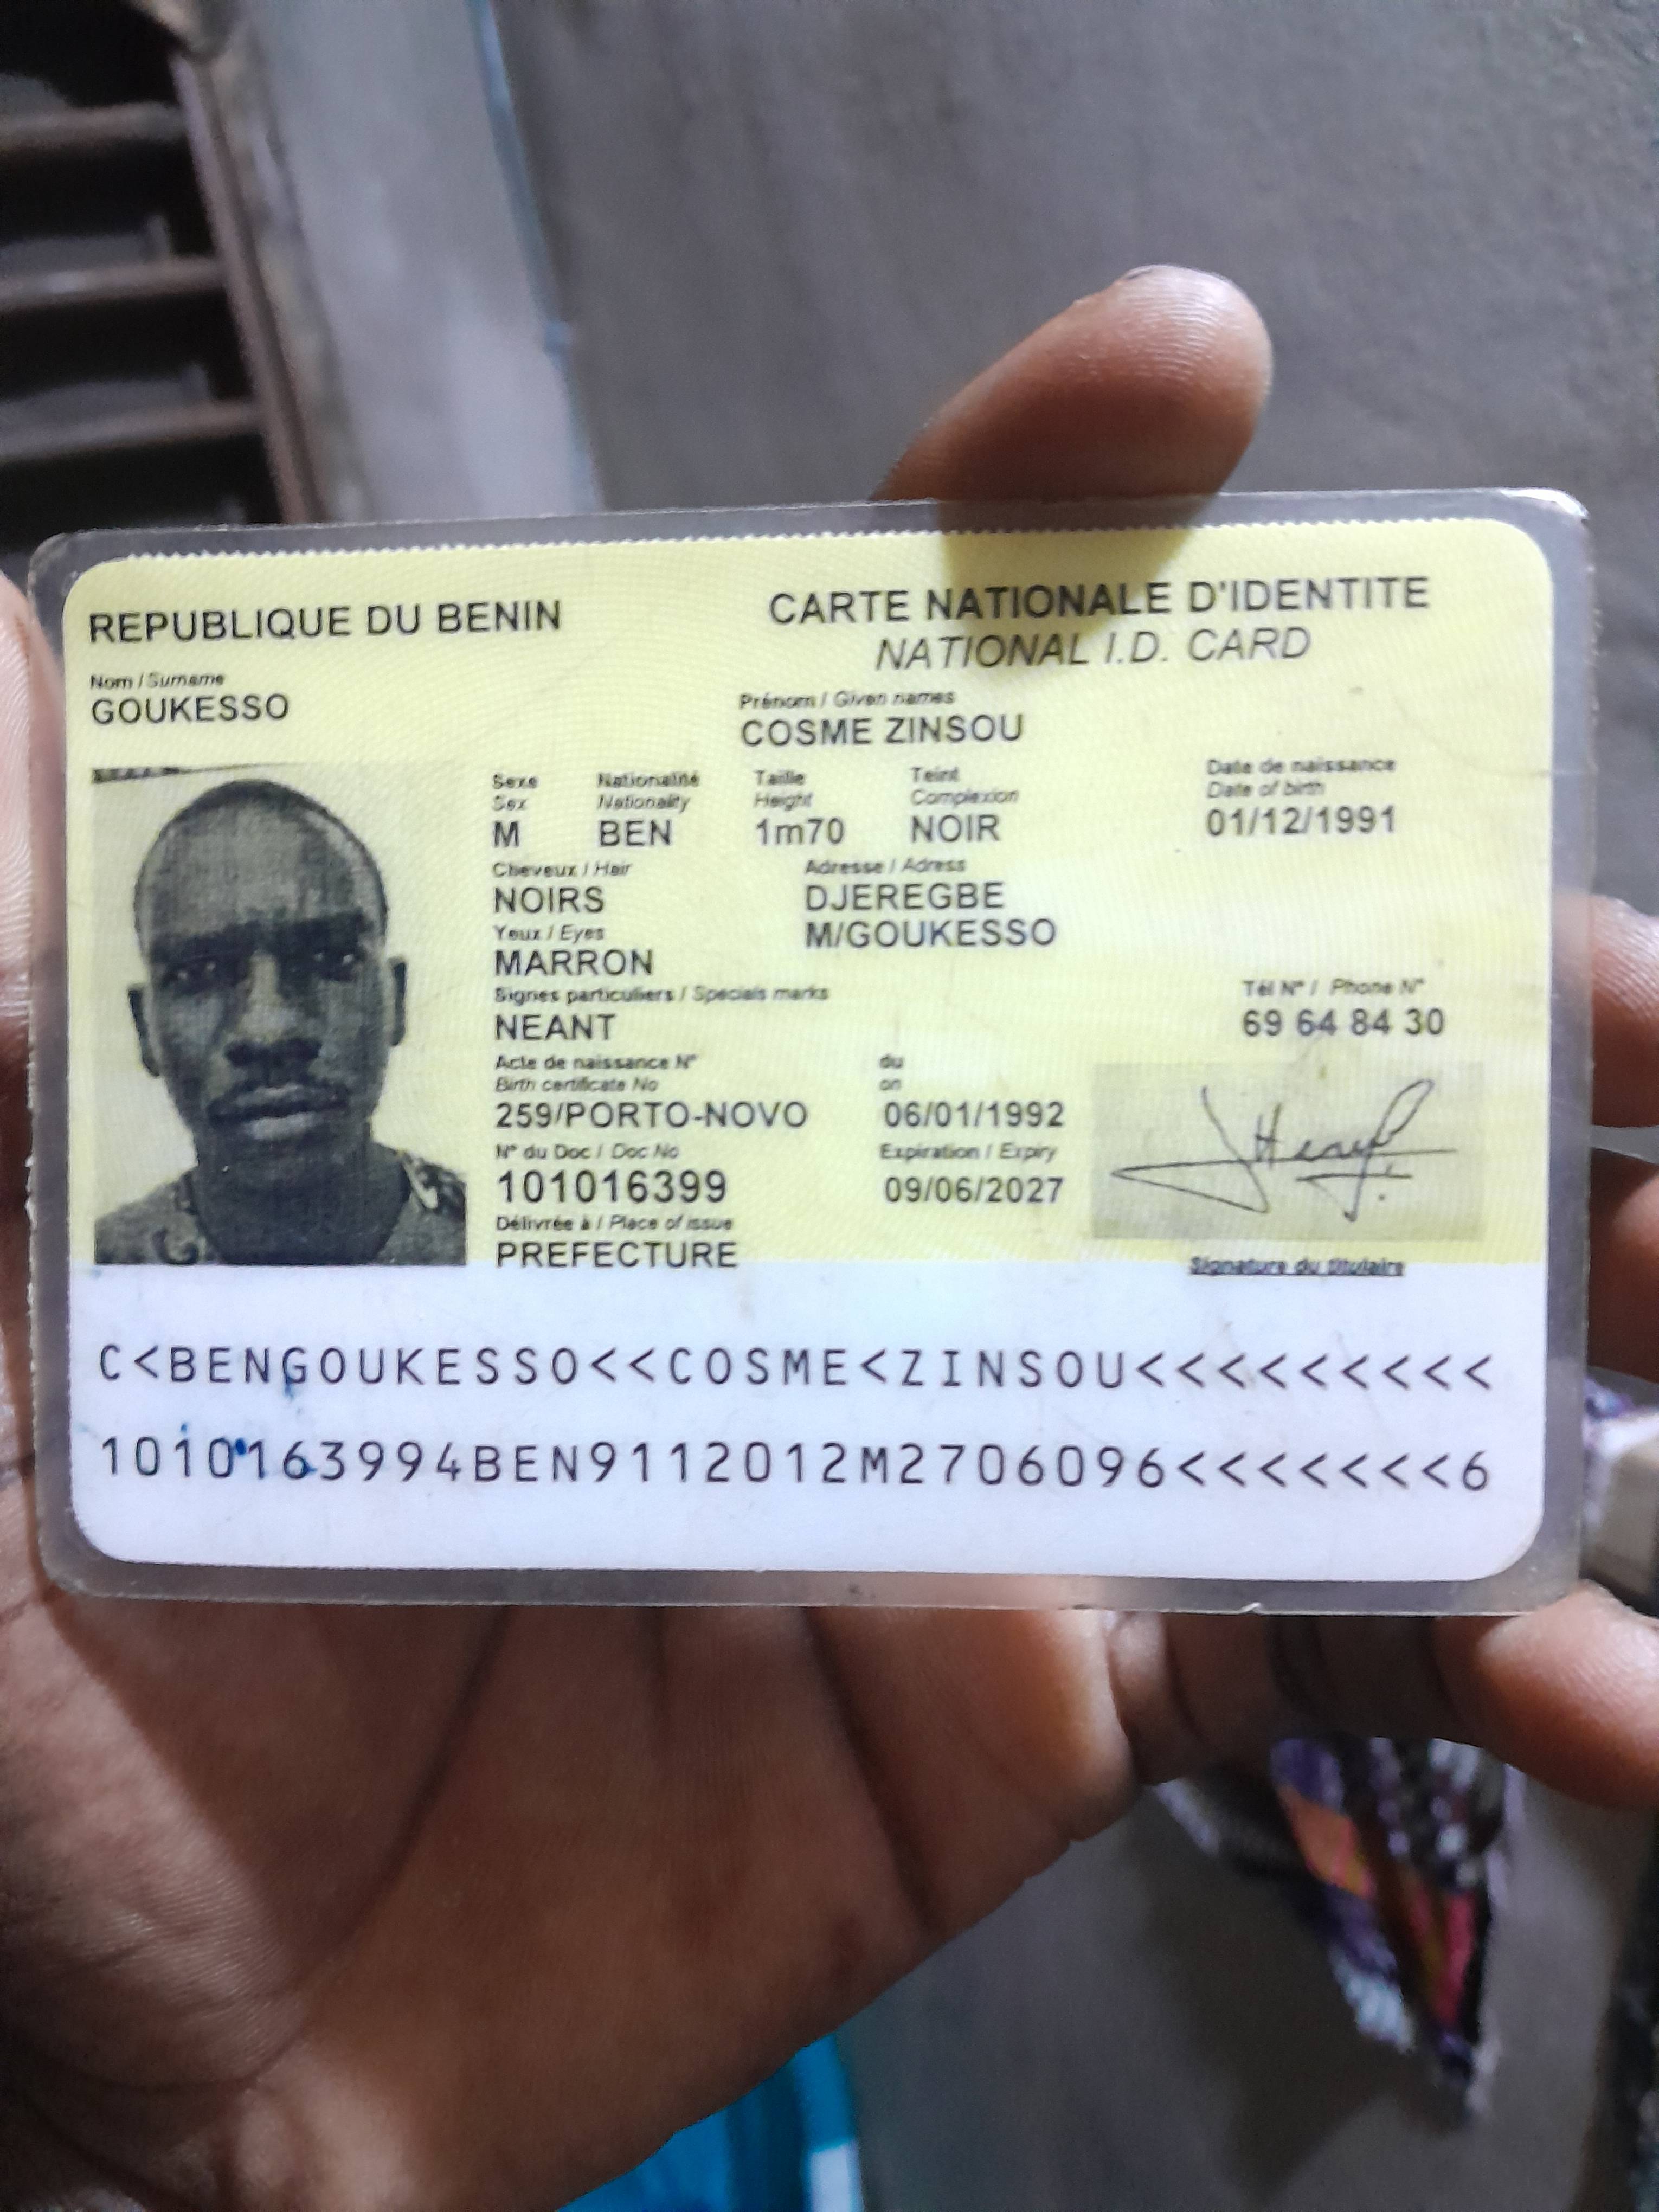 REPUBLIQUE DU BENIN
CARTE NATIONALE D'IDENTITE
NATIONAL I.D. CARD
Nom / Surname
GOUKESSO
Prénom / Given names
COSME ZINSOU
Sexe Nationalité Taille Teint Date de naissance
Sex Nationality Height Complexion Date of birth
M BEN 1m70 NOIR 01/12/1991
Cheveux / Hair Adresse / Adress
NOIRS DJEREGBE
Yeux / Eyes M/GOUKESSO
MARRON
Signes particuliers / Specials marks Tél N° / Phone N°
NEANT 69 64 84 30
Acte de naissance N° du
Birth certificate No on
259/PORTO-NOVO 06/01/1992
N° du Doc / Doc No Expiration / Expiry
101016399 09/06/2027
Délivrée à / Place of issue
PREFECTURE
Signature du titulaire
C<BENGOUKESSO<<COSME<ZINSOU<<<<<<<<<
1010163994BEN9112012M2706096<<<<<<<6